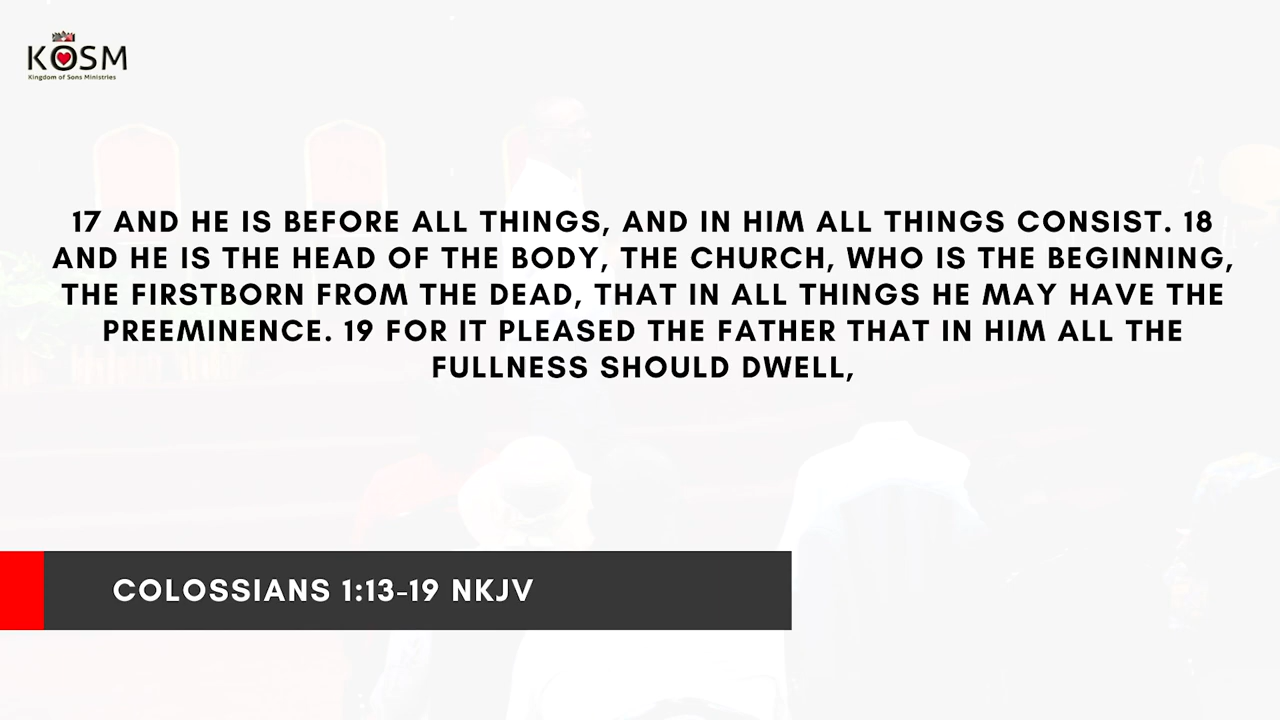 KOSM
Kingdom of Sons Ministries
17 AND HE IS BEFORE ALL THINGS, AND IN HIM ALL THINGS CONSIST. 18
AND HE IS THE HEAD OF THE BODY, THE CHURCH, WHO IS THE BEGINNING,
THE FIRSTBORN FROM THE DEAD, THAT IN ALL THINGS HE MAY HAVE THE
PREEMINENCE. 19 FOR IT PLEASED THE FATHER THAT IN HIM ALL THE
FULLNESS SHOULD DWELL,
COLOSSIANS 1:13-19 NKJV